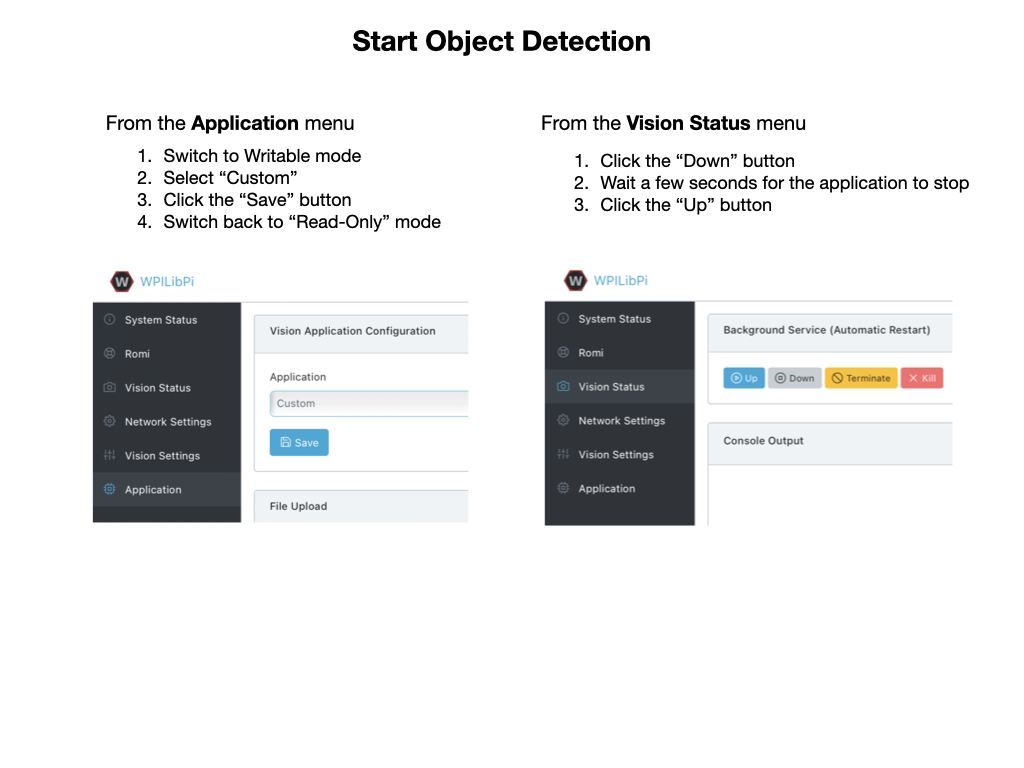 Start Object Detection
From the Application menu
1. Switch to Writable mode
2. Select “Custom”
3. Click the “Save” button
4. Switch back to “Read-Only” mode
From the Vision Status menu
1. Click the “Down” button
2. Wait a few seconds for the application to stop
3. Click the “Up” button
W WPILibPi
System Status
Romi
Vision Status
Network Settings
Vision Settings
Application
Vision Application Configuration
Application
Custom
Save
File Upload
W WPILibPi
System Status
Romi
Vision Status
Network Settings
Vision Settings
Application
Background Service (Automatic Restart)
Up Down Terminate Kill
Console Output